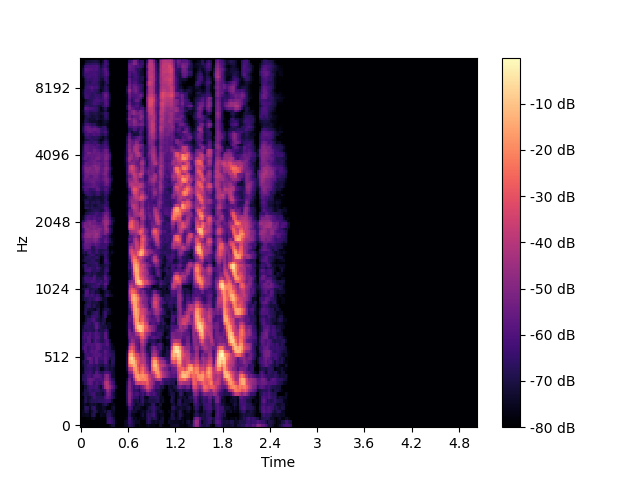 8192
4096
2048
1024
512
0
Hz
0 0.6 1.2 1.8 2.4 3 3.6 4.2 4.8
Time
-10 dB
-20 dB
-30 dB
-40 dB
-50 dB
-60 dB
-70 dB
-80 dB